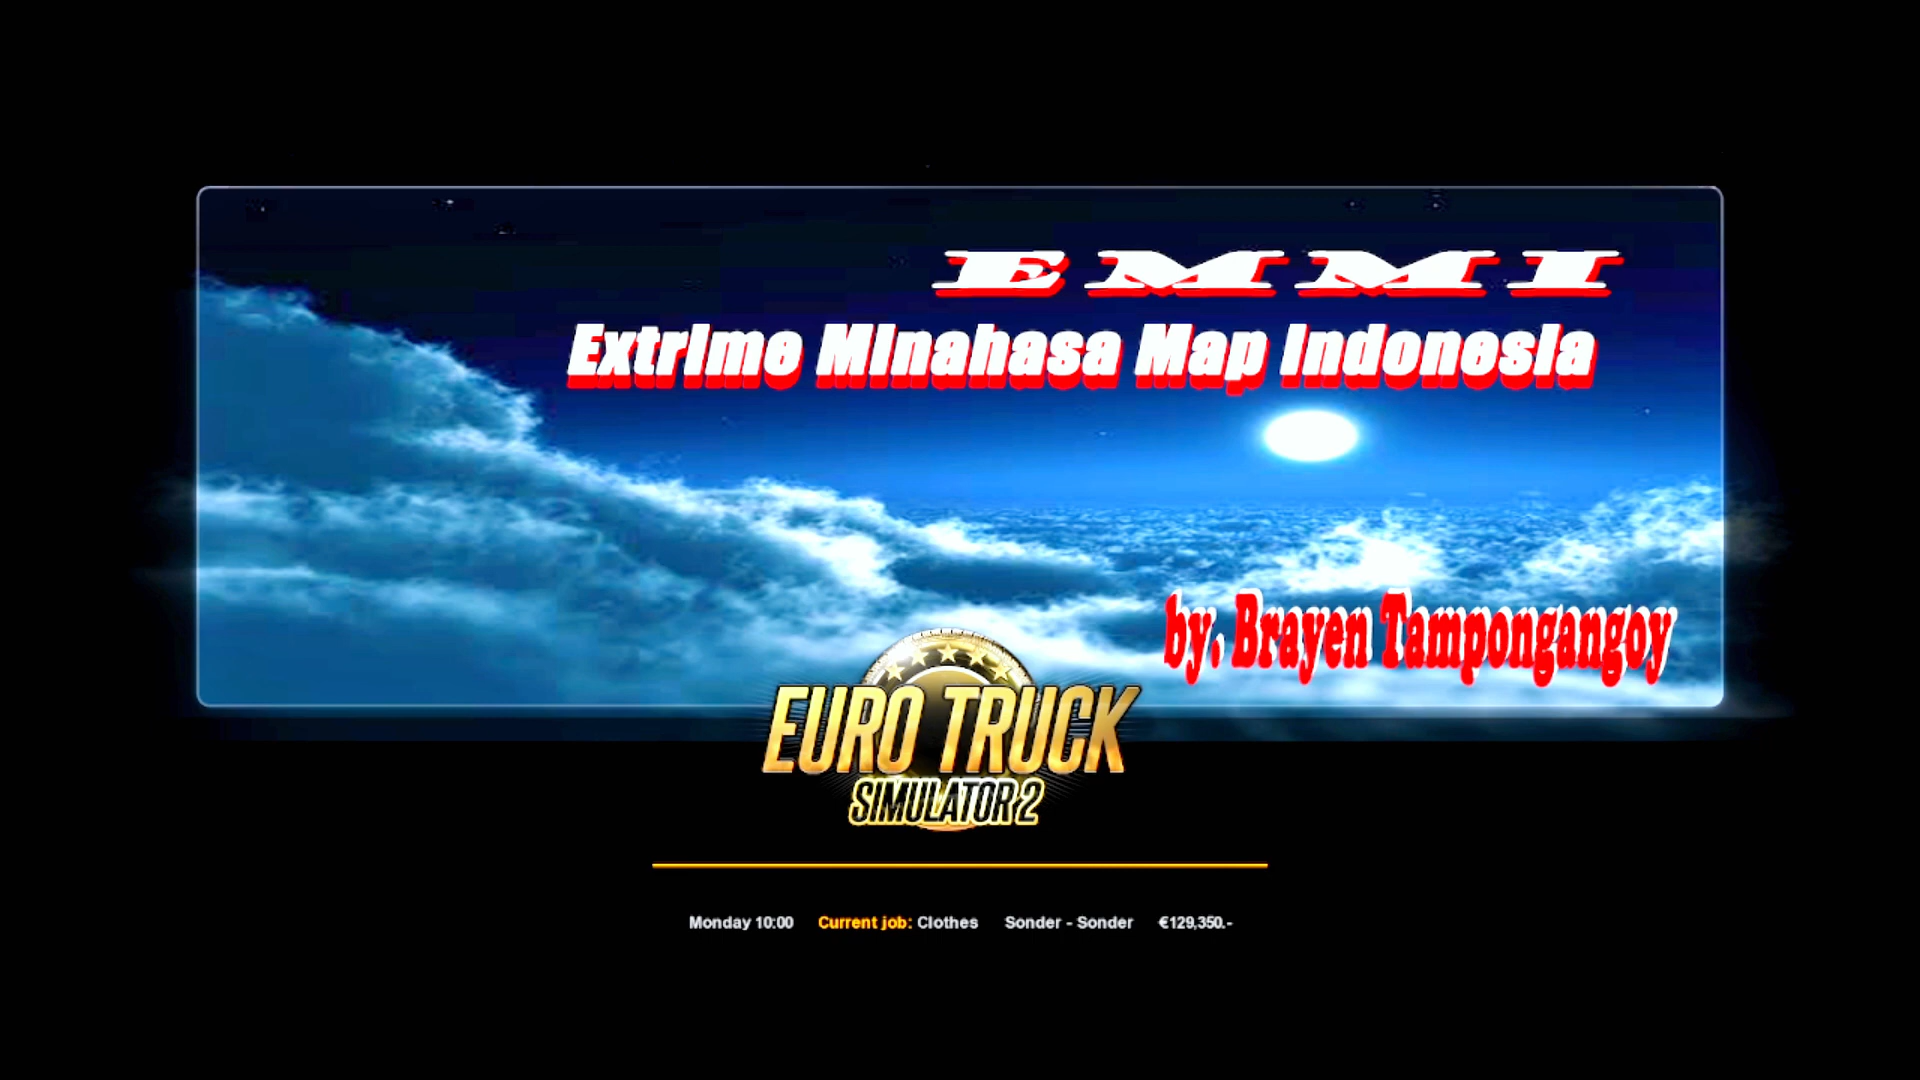 EMMI
Extrime Minahasa Map Indonesia
by. Brayen Tampongangoy
EURO TRUCK
SIMULATOR 2
Monday 10:00 Current job: Clothes Sonder - Sonder €129,350.-